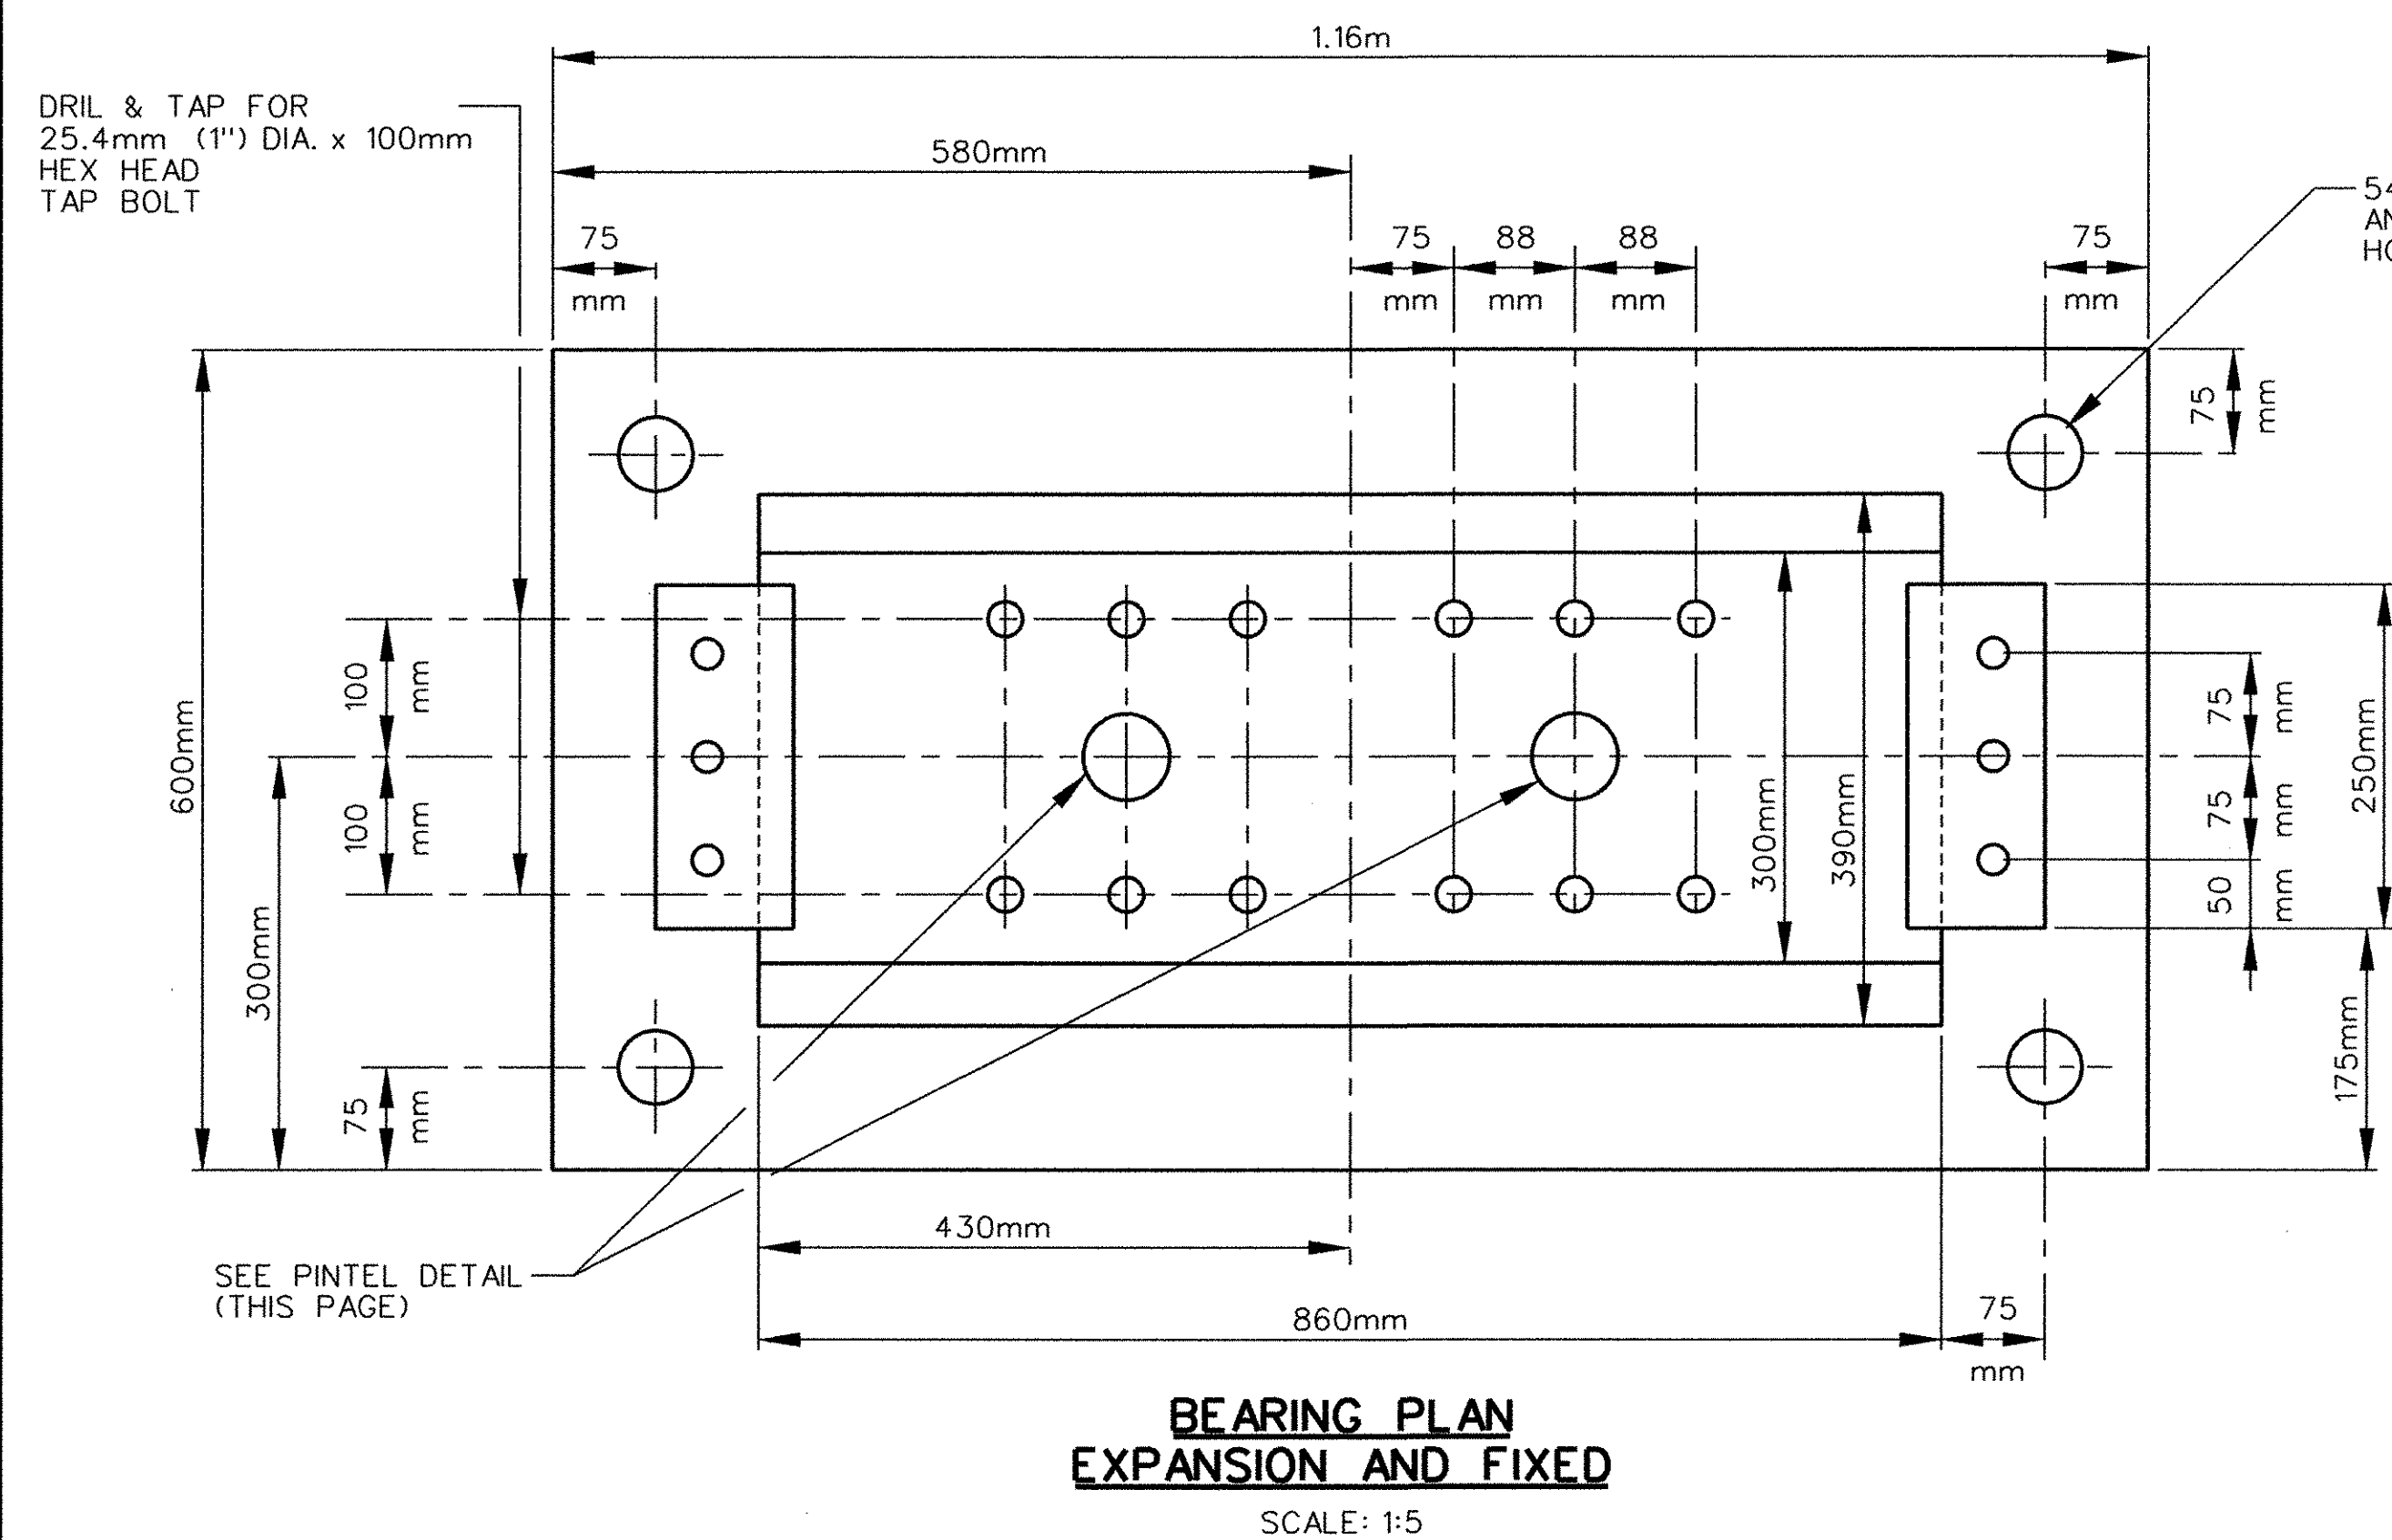 1.16m
DRIL & TAP FOR
25.4mm (1") DIA. x 100mm
HEX HEAD
TAP BOLT
580mm
75
mm
75
mm
88
mm
88
mm
75
mm
75
mm
600mm
300mm
100
mm
100
mm
75
mm
300mm
390mm
75
mm
75
mm
50
mm
250mm
175mm
430mm
SEE PINTEL DETAIL
(THIS PAGE)
860mm
75
mm
BEARING PLAN
EXPANSION AND FIXED
SCALE: 1:5